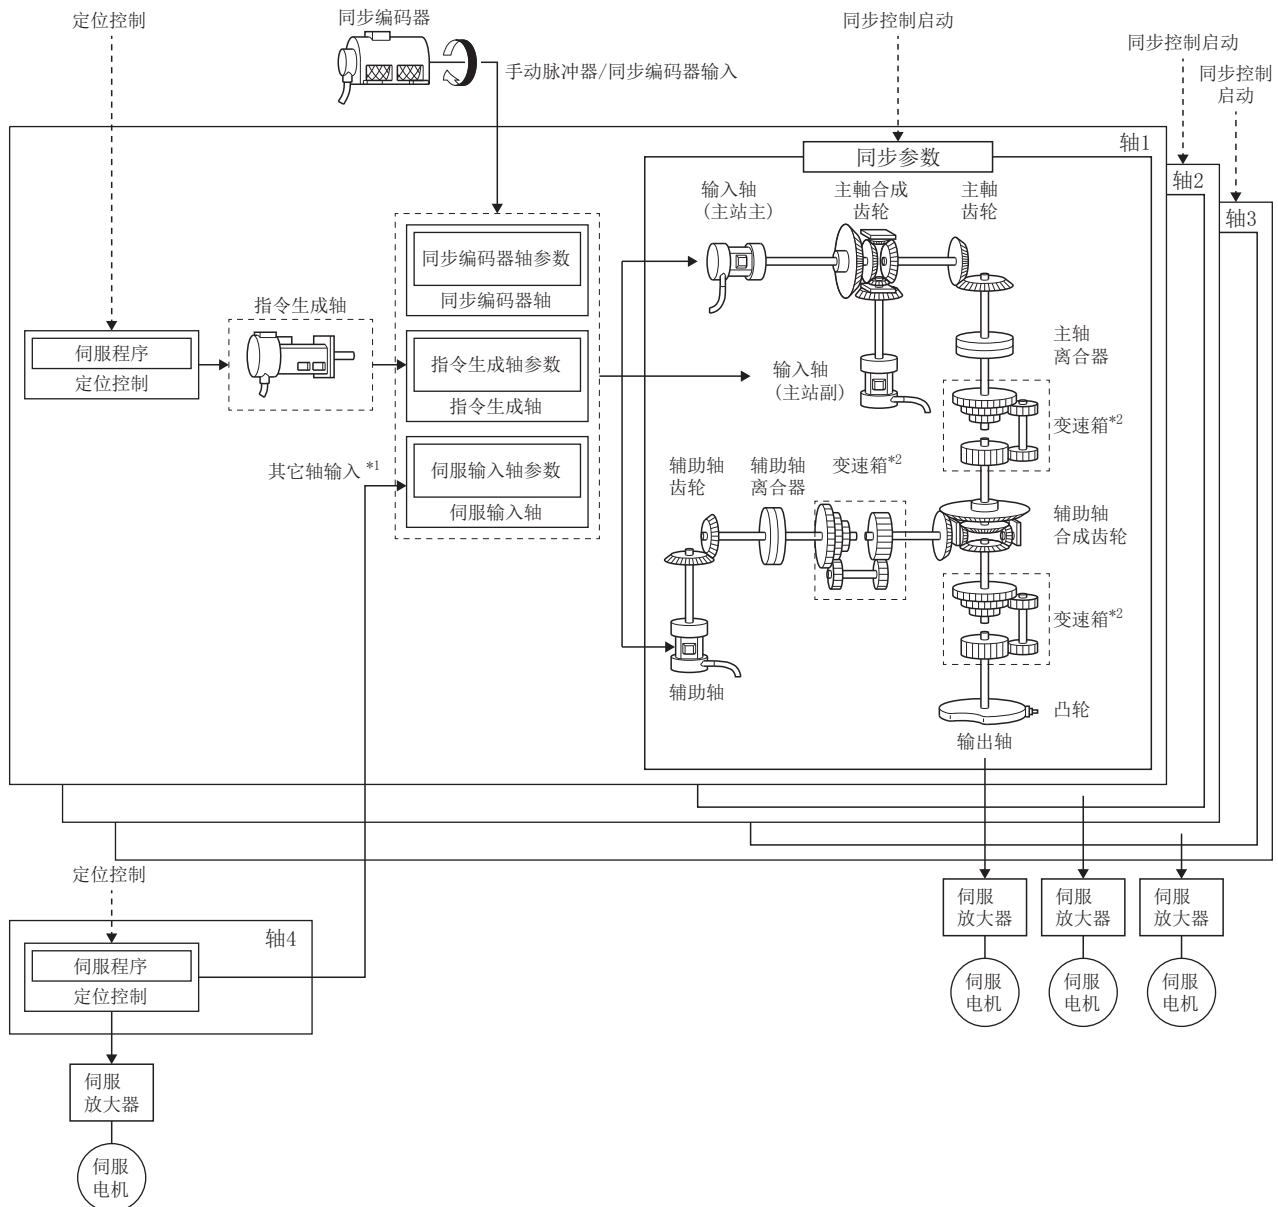 定位控制
同步编码器
同步控制启动
同步控制启动
同步控制
启动
手动脉冲器/同步编码器输入
轴1
轴2
轴3
同步参数
输入轴
(主站主)
主軸合成
齿轮
主軸
齿轮
同步编码器轴参数
同步编码器轴
指令生成轴
伺服程序
定位控制
指令生成轴参数
指令生成轴
输入轴
(主站副)
主轴
离合器
变速箱*2
其它轴输入 *1
伺服输入轴参数
伺服输入轴
辅助轴
齿轮
辅助轴
离合器
变速箱*2
辅助轴
合成齿轮
变速箱*2
辅助轴
凸轮
输出轴
定位控制
轴4
伺服程序
定位控制
伺服
放大器
伺服
放大器
伺服
放大器
伺服
电机
伺服
电机
伺服
电机
伺服
放大器
伺服
电机